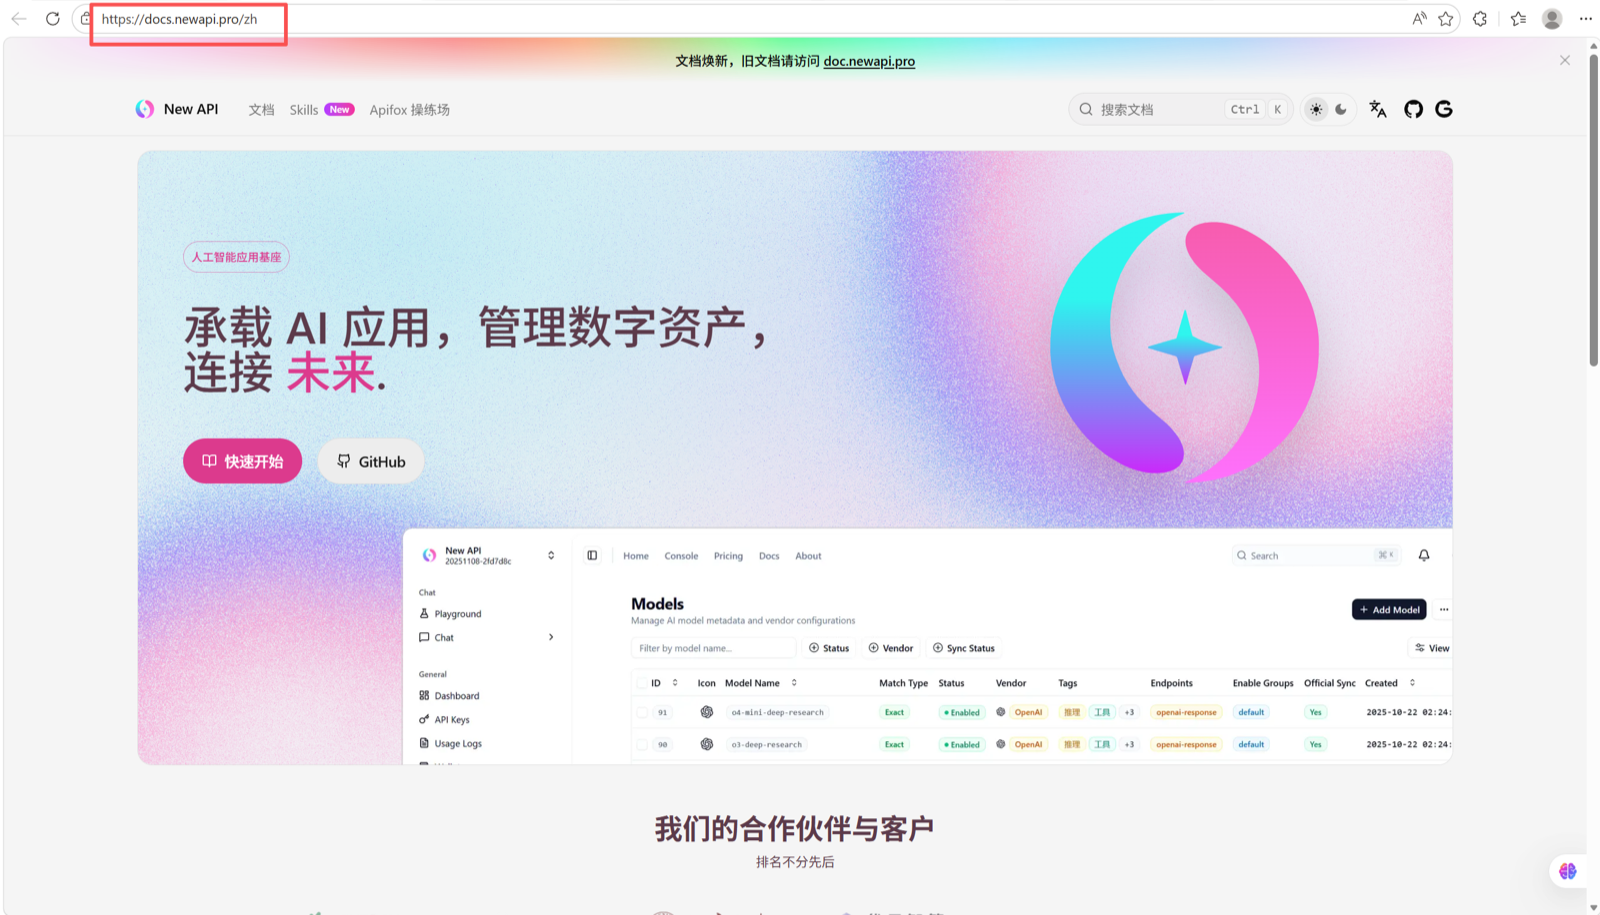 https://docs.newapi.pro/zh
文档焕新，旧文档请访问 doc.newapi.pro
New API
文档
Skills New
Apifox 操练场
搜索文档
Ctrl K
人工智能应用基座
承载 AI 应用，管理数字资产，
连接 未来.
快速开始
GitHub
New API
20251108-2fd7d8c
Home Console Pricing Docs About
Search
⌘ K
Chat
Playground
Chat
General
Dashboard
API Keys
Usage Logs
Models
Manage AI model metadata and vendor configurations
Add Model
Filter by model name...
Status
Vendor
Sync Status
View
ID Icon Model Name Match Type Status Vendor Tags Endpoints Enable Groups Official Sync Created
91 o4-mini-deep-research Exact Enabled OpenAI 推理 工具 +3 openai-response default Yes 2025-10-22 02:24:
90 o3-deep-research Exact Enabled OpenAI 推理 工具 +3 openai-response default Yes 2025-10-22 02:24:
我们的合作伙伴与客户
排名不分先后